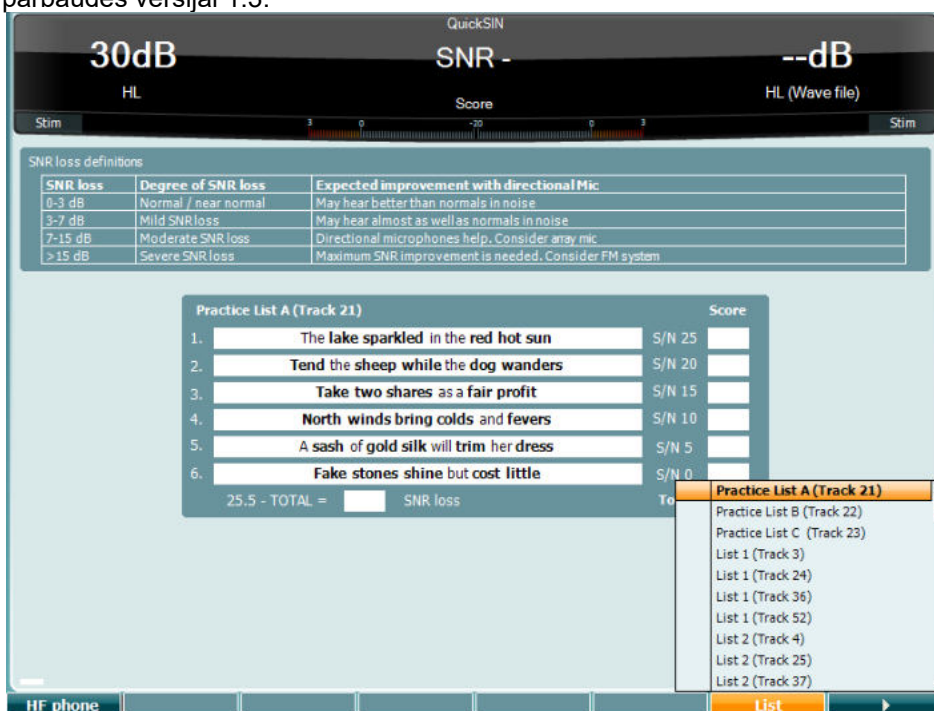 pārbaudes versijai 1.3.
QuickSIN
30dB SNR - --dB
HL Score HL (Wave file)
Stim 3 0 -20 0 3 Stim
SNR loss definitions
SNR loss Degree of SNR loss Expected improvement with directional Mic
0-3 dB Normal / near normal May hear better than normals in noise
3-7 dB Mild SNR loss May hear almost as well as normals in noise
7-15 dB Moderate SNR loss Directional microphones help. Consider array mic
>15 dB Severe SNR loss Maximum SNR improvement is needed. Consider FM system
Practice List A (Track 21) Score
1. The lake sparkled in the red hot sun S/N 25
2. Tend the sheep while the dog wanders S/N 20
3. Take two shares as a fair profit S/N 15
4. North winds bring colds and fevers S/N 10
5. A sash of gold silk will trim her dress S/N 5
6. Fake stones shine but cost little S/N 0
25.5 - TOTAL = SNR loss
Practice List A (Track 21)
Practice List B (Track 22)
Practice List C (Track 23)
List 1 (Track 3)
List 1 (Track 24)
List 1 (Track 36)
List 1 (Track 52)
List 2 (Track 4)
List 2 (Track 25)
List 2 (Track 37)
HF phone List